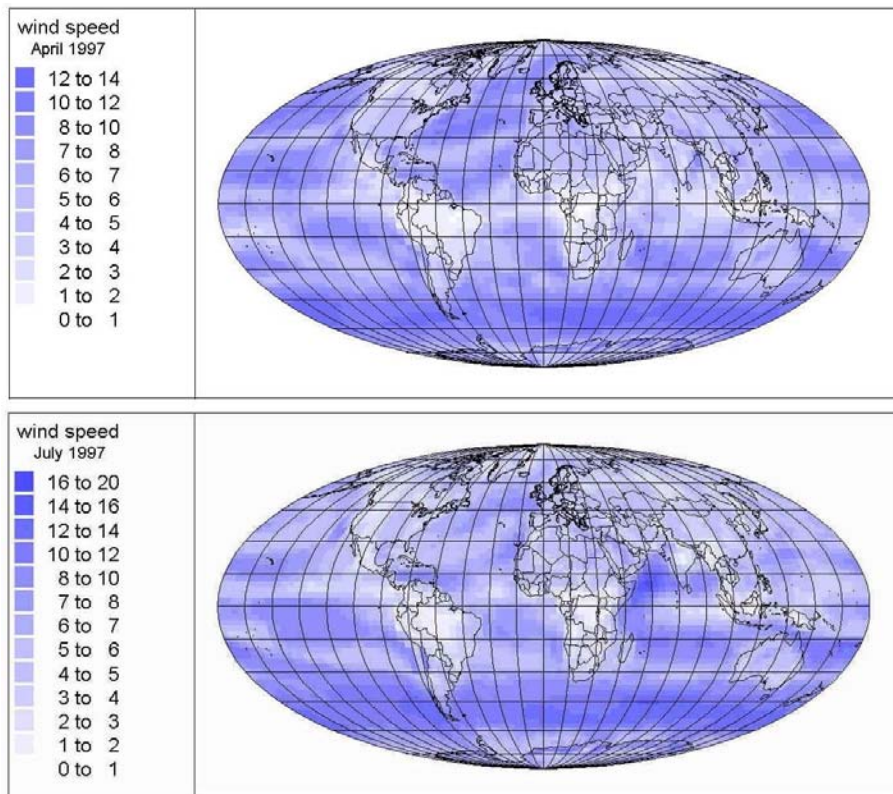 wind speed
April 1997
12 to 14
10 to 12
8 to 10
7 to 8
6 to 7
5 to 6
4 to 5
3 to 4
2 to 3
1 to 2
0 to 1
wind speed
July 1997
16 to 20
14 to 16
12 to 14
10 to 12
8 to 10
7 to 8
6 to 7
5 to 6
4 to 5
3 to 4
2 to 3
1 to 2
0 to 1